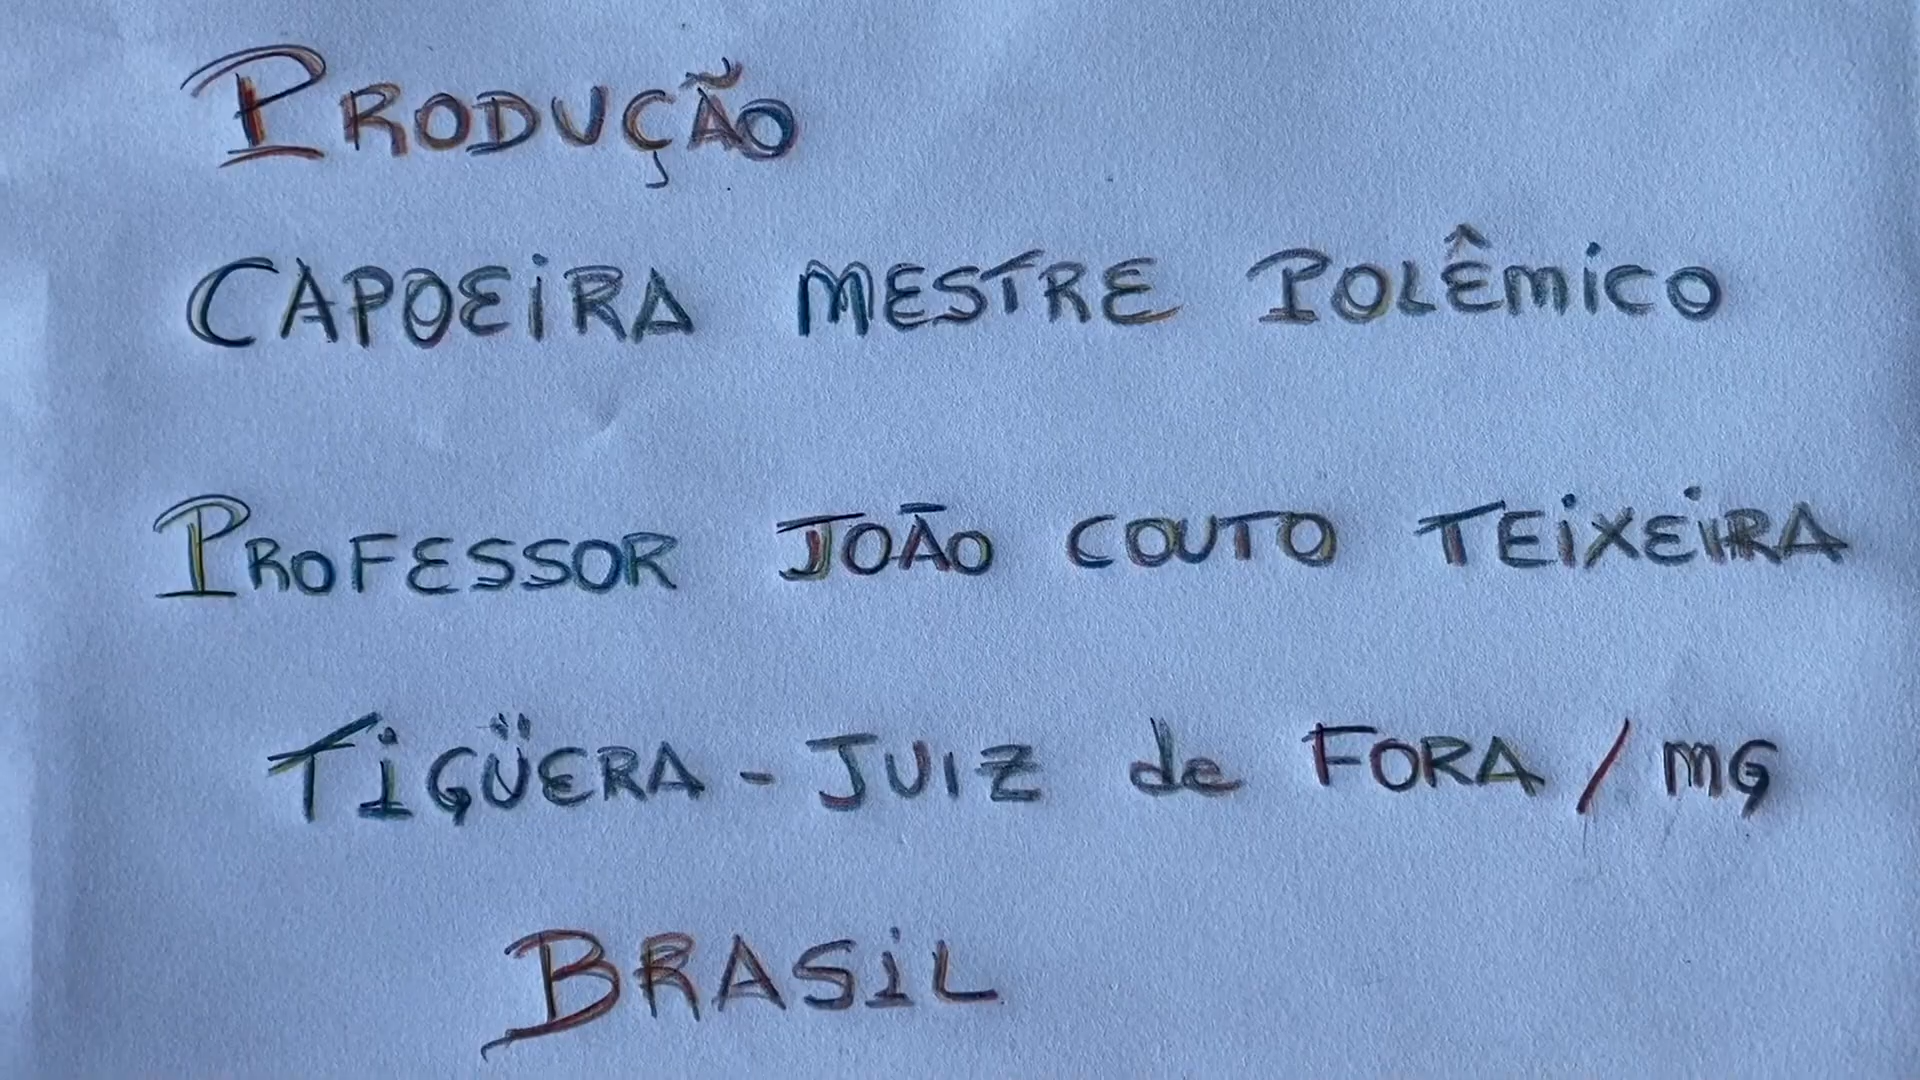 PRODUÇÃO
CAPOEiRA MESTRE POLÊMiCO
PROFESSOR JOÃO COUTO TEiXEiRA
TiGÜERA - JUIZ de FORA / MG
BRASiL